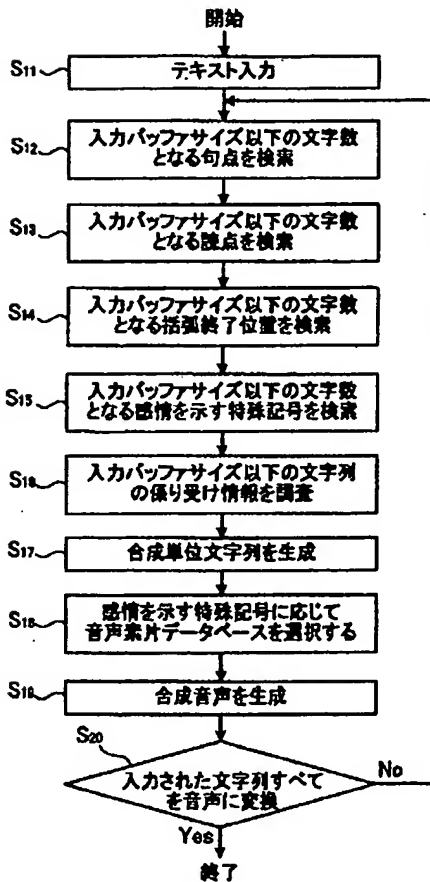 開始
S11
テキスト入力
S12
入力バッファサイズ以下の文字数
となる句点を検索
S13
入力バッファサイズ以下の文字数
となる読点を検索
S14
入力バッファサイズ以下の文字数
となる括弧終了位置を検索
S15
入力バッファサイズ以下の文字数
となる感情を示す特殊記号を検索
S16
入力バッファサイズ以下の文字列
の係り受け情報を調査
S17
合成単位文字列を生成
S18
感情を示す特殊記号に応じて
音声素片データベースを選択する
S19
合成音声を生成
S20
入力された文字列すべて
を音声に変換
No
Yes
終了